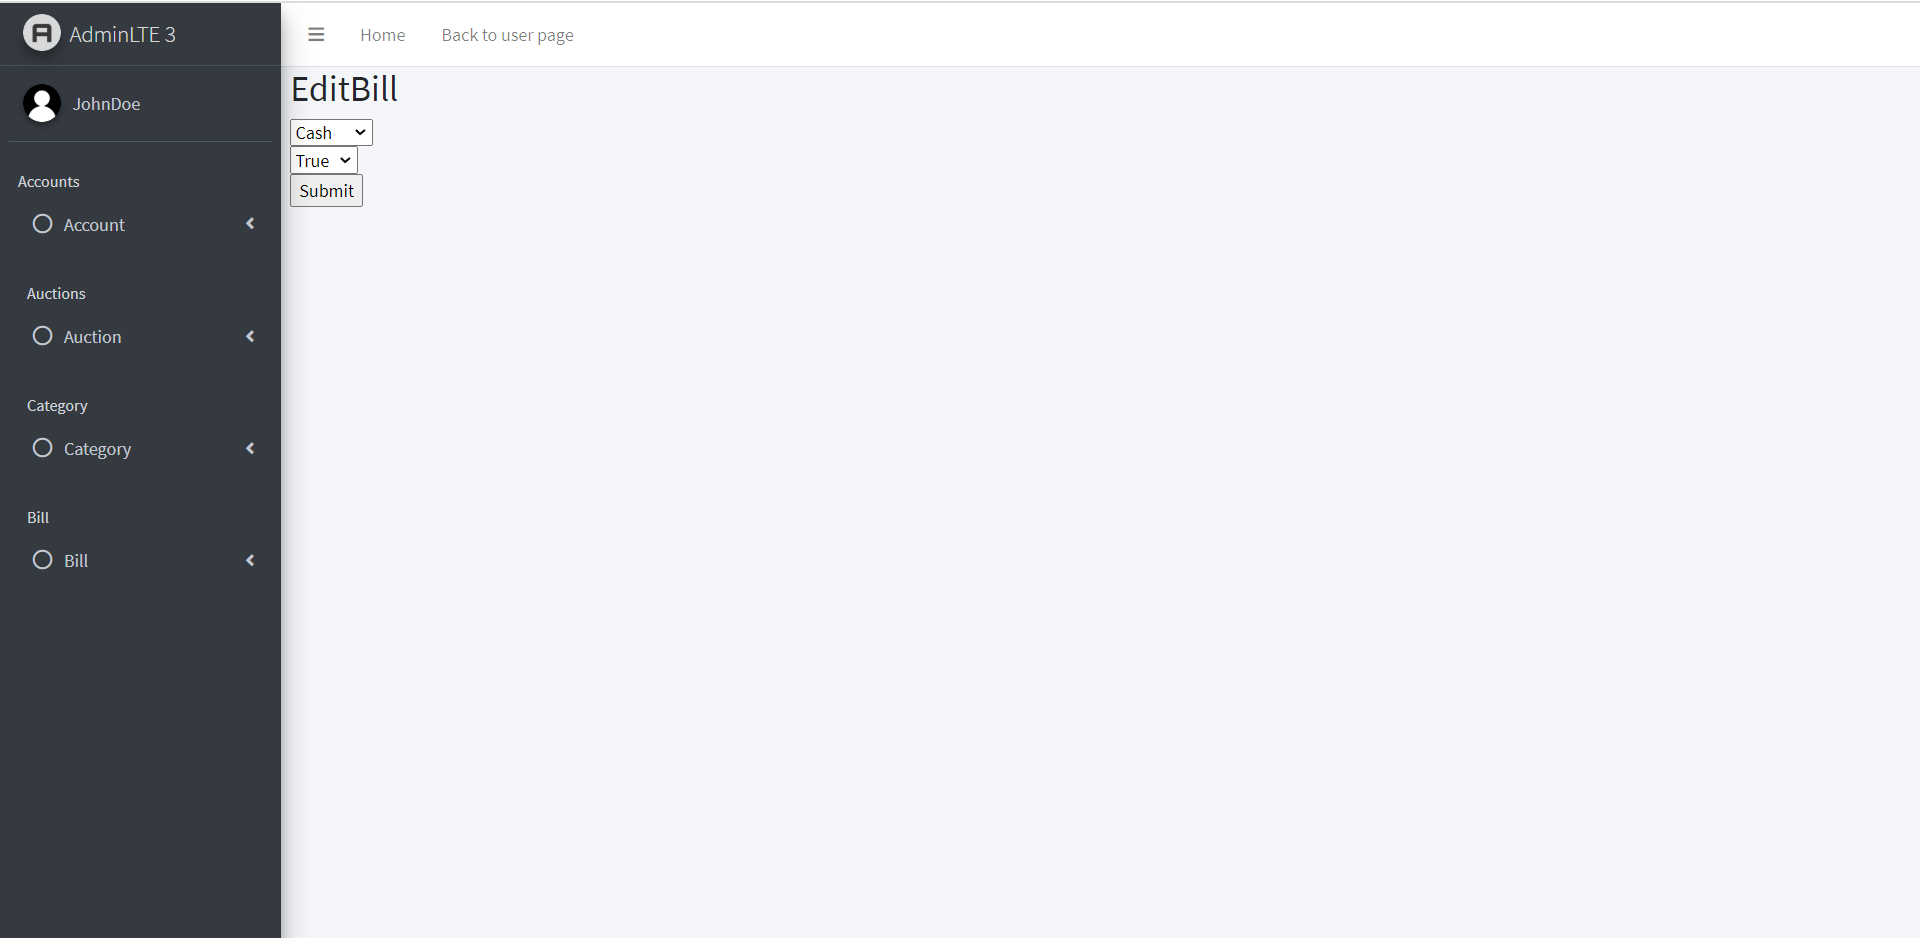 AdminLTE 3
Home
Back to user page
JohnDoe
Accounts
Account
Auctions
Auction
Category
Category
Bill
Bill
EditBill
Cash
True
Submit